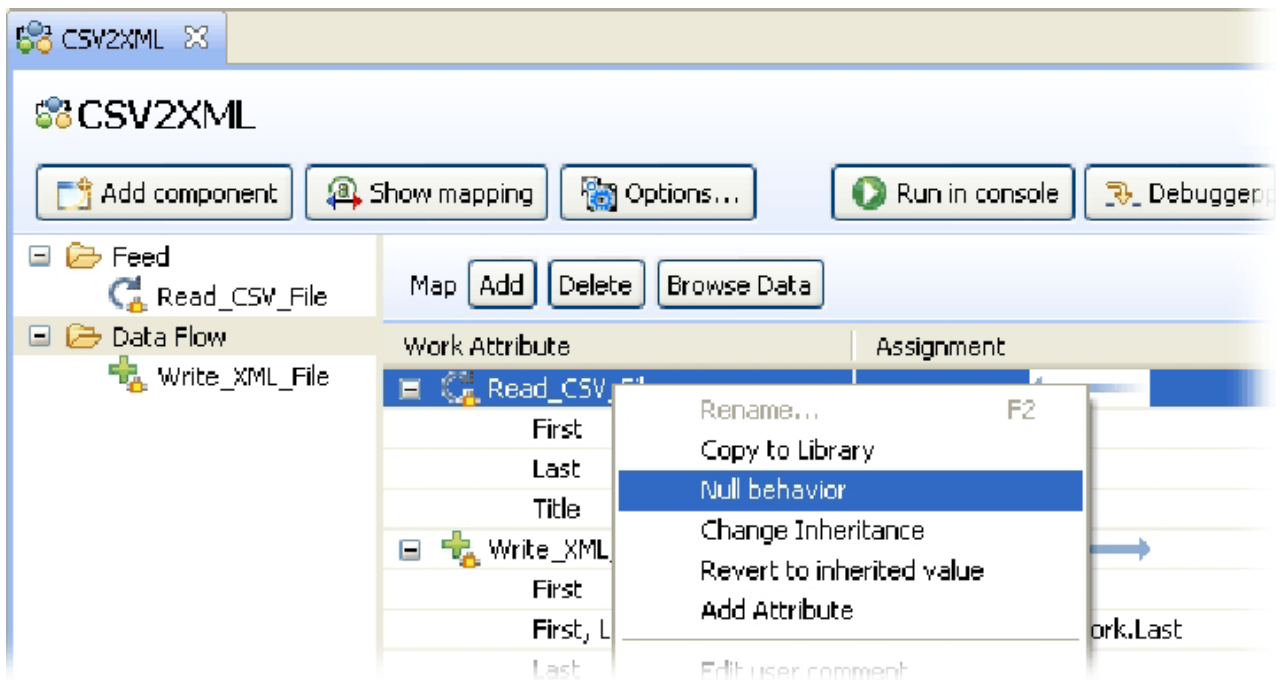 CSV2XML
CSV2XML
Add component Show mapping Options... Run in console Debugger
Feed
Read_CSV_File
Data Flow
Write_XML_File
Map Add Delete Browse Data
Work Attribute Assignment
Read_CSV_
First
Last
Title
Write_XML_
First
First, L ork.Last
Last
Rename... F2
Copy to Library
Null behavior
Change Inheritance
Revert to inherited value
Add Attribute
Edit user comment